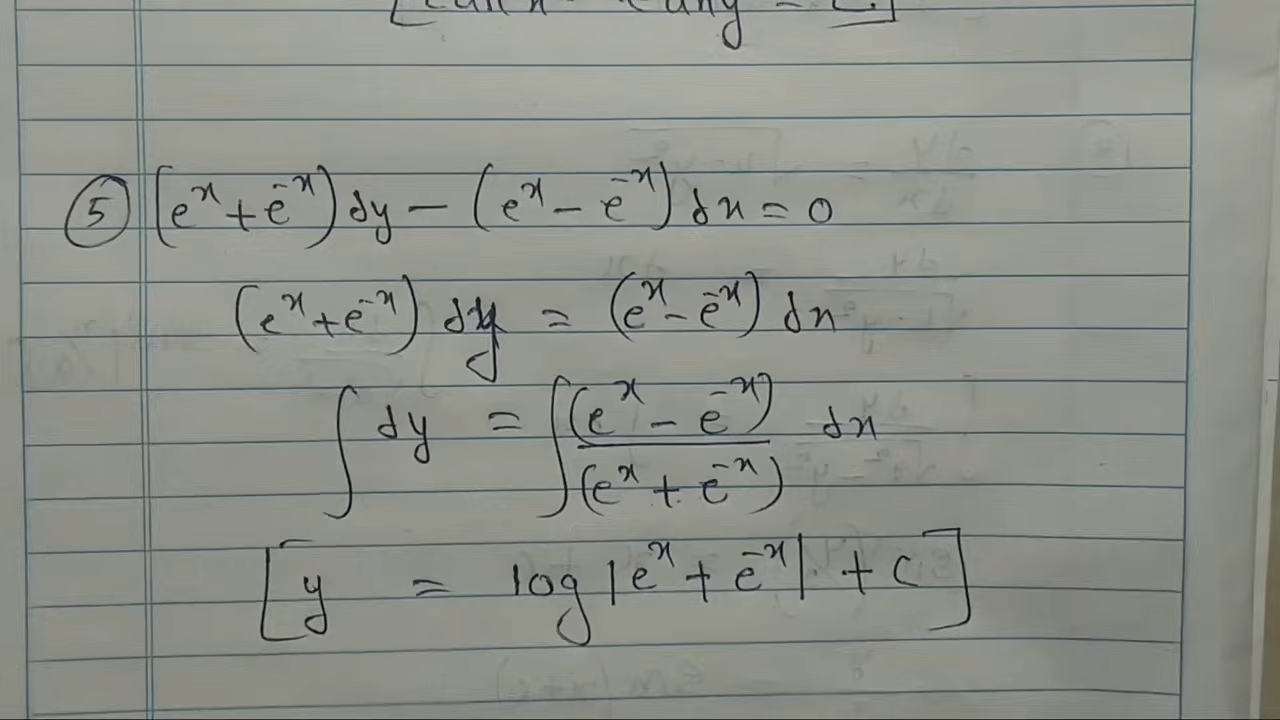 ⑤ (e^x + e^-x) dy - (e^x - e^-x) dx = 0
(e^x + e^-x) dy = (e^x - e^-x) dx
∫ dy = ∫ (e^x - e^-x) / (e^x + e^-x) dx
[y = log |e^x + e^-x| + c]